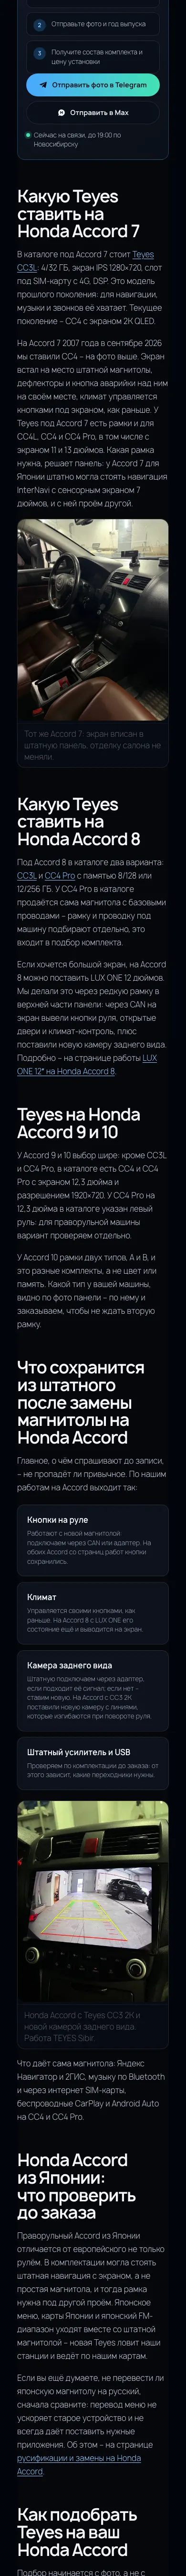 2
Отправьте фото и год выпуска
3
Получите состав комплекта и
цену установки
Отправить фото в Telegram
Отправить в Max
Сейчас на связи, до 19:00 по
Новосибирску
Какую Teyes
ставить на
Honda Accord 7
В каталоге под Accord 7 стоит Teyes
CC3L: 4/32 ГБ, экран IPS 1280×720, слот
под SIM-карту с 4G, DSP. Это модель
прошлого поколения: для навигации,
музыки и звонков её хватает. Текущее
поколение – CC4 с экраном 2K QLED.
На Accord 7 2007 года в сентябре 2026
мы ставили CC4 – на фото выше. Экран
встал на место штатной магнитолы,
дефлекторы и кнопка аварийки над ним
на своём месте, климат управляется
кнопками под экраном, как раньше. У
Teyes под Accord 7 есть рамки и для
CC4L, CC4 и CC4 Pro, в том числе с
экраном 11 и 13 дюймов. Какая рамка
нужна, решает панель: у Accord 7 для
Японии штатно могла стоять навигация
InterNavi с сенсорным экраном 7
дюймов, и с ней проём другой.
Тот же Accord 7: экран вписан в
штатную панель, отделку салона не
меняли.
Какую Teyes
ставить на
Honda Accord 8
Под Accord 8 в каталоге два варианта:
CC3L и CC4 Pro с памятью 8/128 или
12/256 ГБ. У CC4 Pro в каталоге
продаётся сама магнитола с базовыми
проводами – рамку и проводку под
машину подбирают отдельно, это
входит в подбор комплекта.
Если хочется большой экран, на Accord
8 можно поставить LUX ONE 12 дюймов.
Мы делали это через редкую рамку в
верхней части панели: через CAN на
экран вывели кнопки руля, открытые
двери и климат-контроль, плюс
поставили новую камеру заднего вида.
Подробно – на странице работы LUX
ONE 12" на Honda Accord 8.
Teyes на Honda
Accord 9 и 10
У Accord 9 и 10 выбор шире: кроме CC3L
и CC4 Pro, в каталоге есть CC4 и CC4
Pro с экраном 12,3 дюйма и
разрешением 1920×720. У CC4 Pro на
12,3 дюйма в каталоге указан левый
руль: для праворульной машины
вариант проверяем отдельно.
У Accord 10 рамки двух типов, A и B, и
это разные комплекты, а не цвет или
память. Какой тип у вашей машины,
видно по фото панели – по нему и
заказываем, чтобы не ждать вторую
рамку.
Что сохранится
из штатного
после замены
магнитолы на
Honda Accord
Главное, о чём спрашивают до записи,
– не пропадёт ли привычное. По нашим
работам на Accord выходит так:
Кнопки на руле
Работают с новой магнитолой:
подключаем через CAN или адаптер. На
обоих Accord со страниц работ кнопки
сохранились.
Климат
Управляется своими кнопками, как
раньше. На Accord 8 с LUX ONE его
состояние ещё и выводится на экран.
Камера заднего вида
Штатную подключаем через адаптер,
если подходит её сигнал; если нет –
ставим новую. На Accord с CC3 2K
поставили новую камеру с линиями,
которые изгибаются при повороте руля.
Штатный усилитель и USB
Проверяем по комплектации до заказа: от
этого зависит, какие переходники нужны.
Honda Accord с Teyes CC3 2K и
новой камерой заднего вида.
Работа TEYES Sibir.
Что даёт сама магнитола: Яндекс
Навигатор и 2ГИС, музыку по Bluetooth
и через интернет SIM-карты,
беспроводные CarPlay и Android Auto
на CC4 и CC4 Pro.
Honda Accord
из Японии:
что проверить
до заказа
Праворульный Accord из Японии
отличается от европейского не только
рулём. В комплектации могла стоять
штатная навигация с экраном, а не
простая магнитола, и тогда рамка
нужна под другой проём. Японское
меню, карты Японии и японский FM-
диапазон уходят вместе со штатной
магнитолой – новая Teyes ловит наши
станции и ведёт по нашим картам.
Если вы ещё думаете, не перевести ли
японскую магнитолу на русский,
сначала сравните: перевод меню не
ускоряет старое устройство и не
всегда даёт поставить нужные
приложения. Об этом – на странице
русификации и замены на Honda
Accord.
Как подобрать
Teyes на ваш
Honda Accord
Подбор начинается с фото, а не с